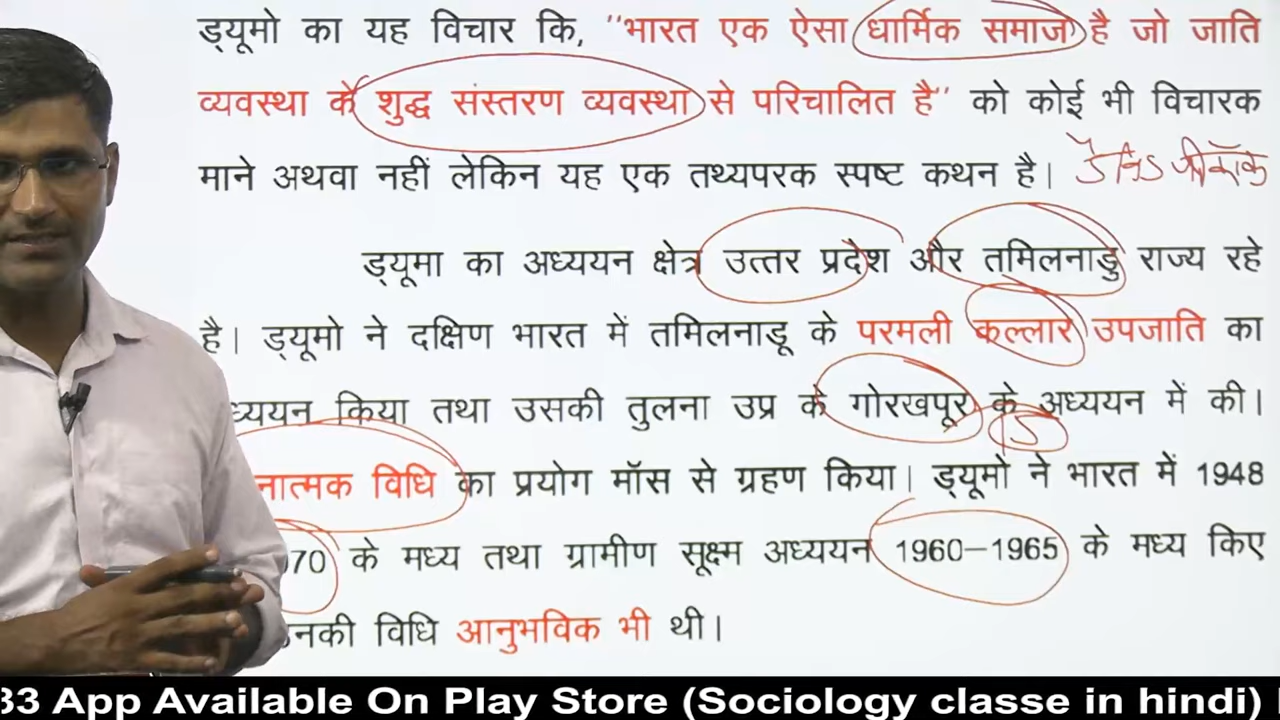 ड्यूमो का यह विचार कि, "भारत एक ऐसा धार्मिक समाज है जो जाति
व्यवस्था के शुद्ध संस्तरण व्यवस्था से परिचालित है" को कोई भी विचारक
माने अथवा नहीं लेकिन यह एक तथ्यपरक स्पष्ट कथन है।
ड्यूमा का अध्ययन क्षेत्र उत्तर प्रदेश और तमिलनाडु राज्य रहे
है। ड्यूमो ने दक्षिण भारत में तमिलनाडू के परमली कल्लार उपजाति का
ध्ययन किया तथा उसकी तुलना उप्र के गोरखपूर के अध्ययन में की।
नात्मक विधि का प्रयोग मॉस से ग्रहण किया। ड्यूमो ने भारत में 1948
70 के मध्य तथा ग्रामीण सूक्ष्म अध्ययन 1960–1965 के मध्य किए
नकी विधि आनुभविक भी थी।
33 App Available On Play Store (Sociology classe in hindi)